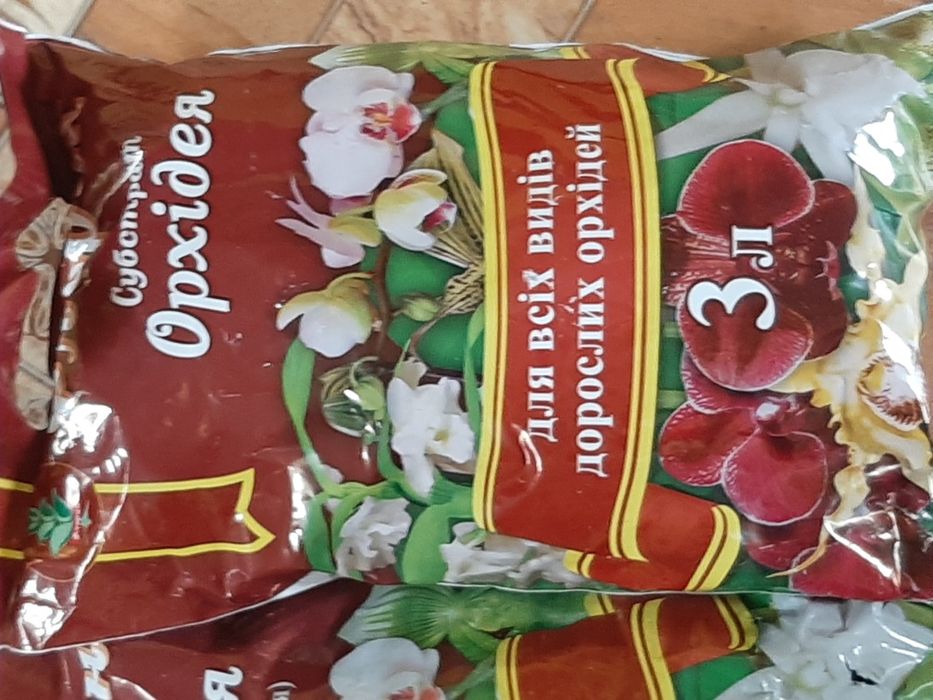 Субстрат
Орхідея
для всіх видів
дорослих орхідей
3 л
я